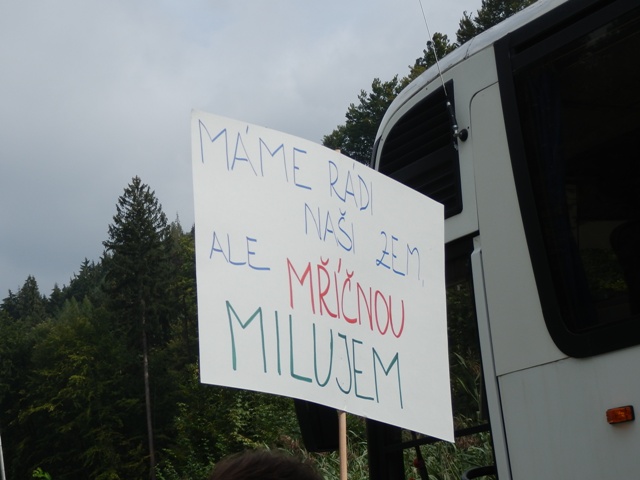 MÁME RÁDI
NAŠI ZEM,
ALE MŘÍČNOU
MILUJEM